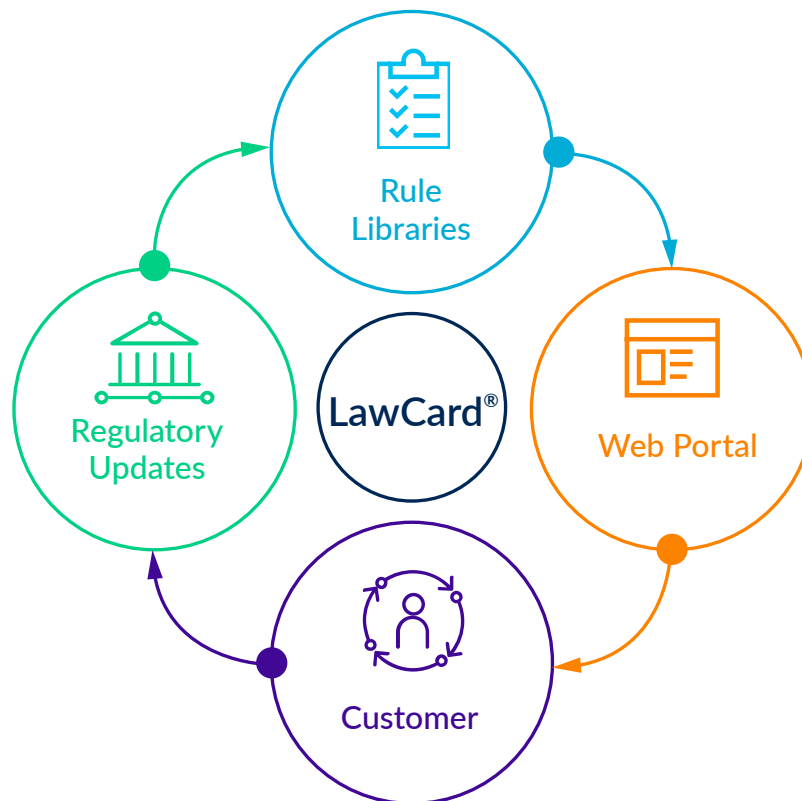 Rule
Libraries
Regulatory
Updates
LawCard®
Web Portal
Customer